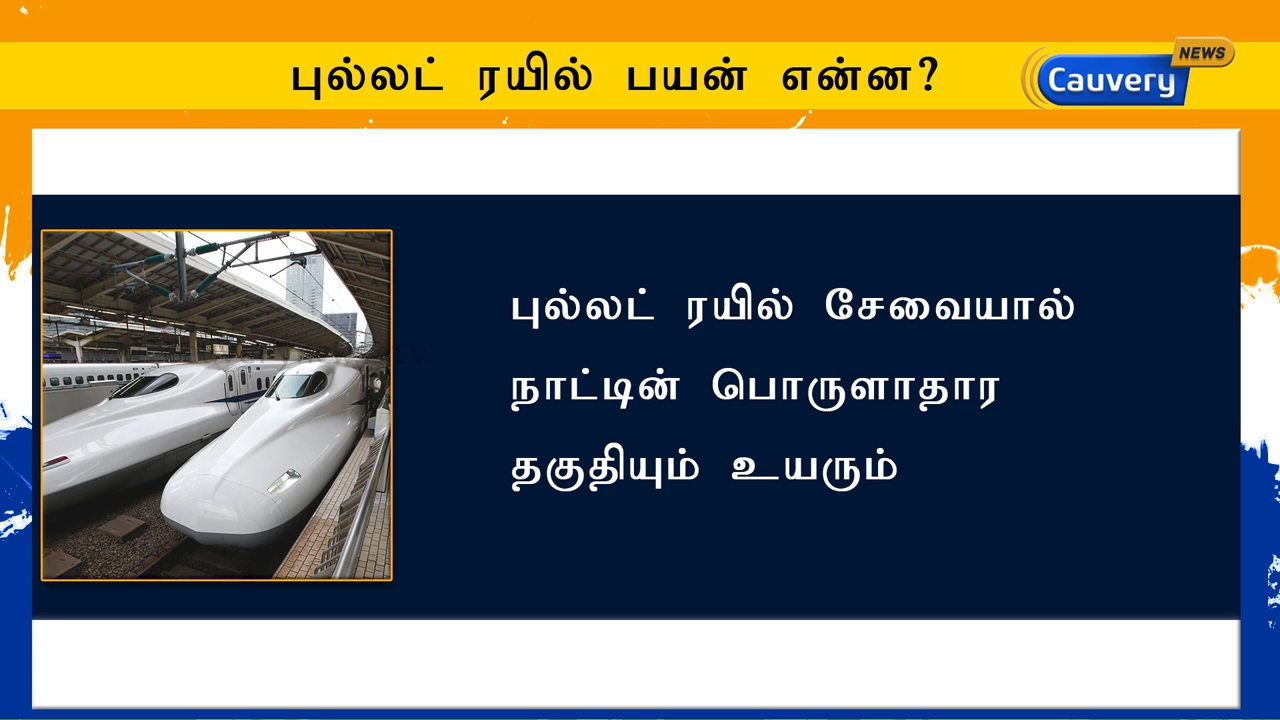 புல்லட் ரயில் பயன் என்ன?
Cauvery NEWS
புல்லட் ரயில் சேவையால்
நாட்டின் பொருளாதார
தகுதியும் உயரும்